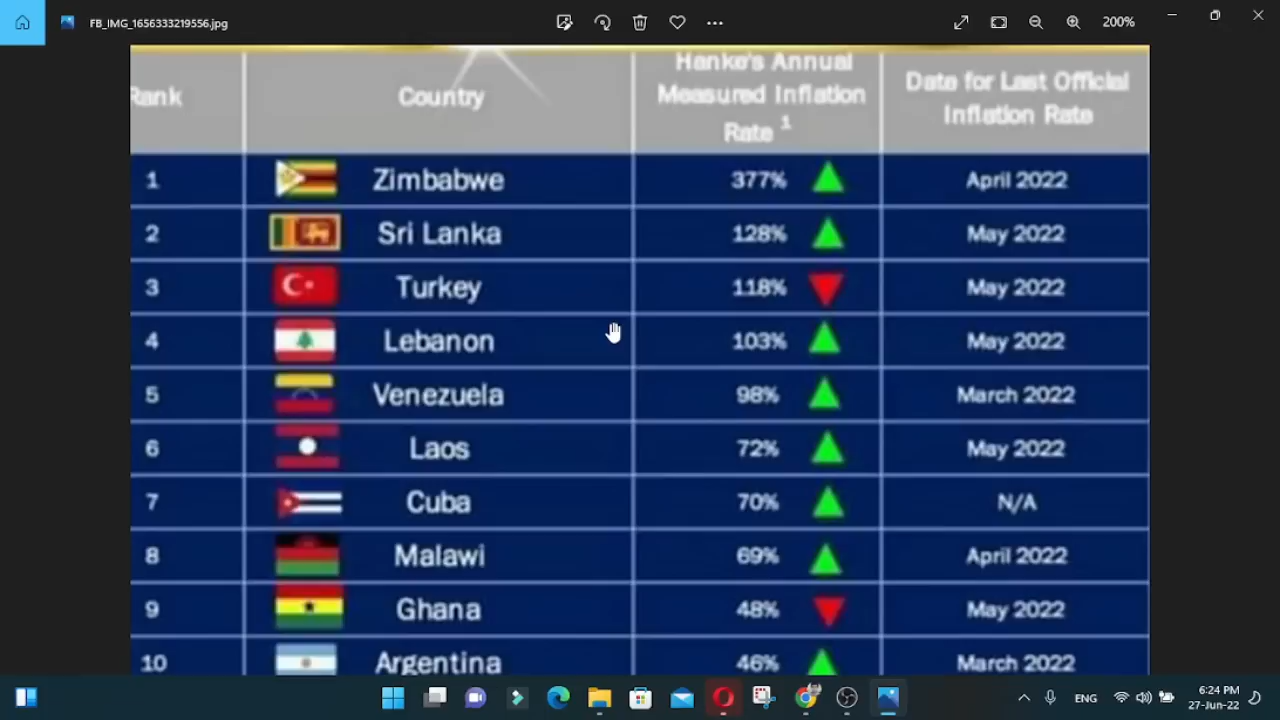 FB_IMG_1656333219556.jpg
200%
Rank
Country
Hanke's Annual
Measured Inflation
Rate 1
Date for Last Official
Inflation Rate
1 Zimbabwe 377% April 2022
2 Sri Lanka 128% May 2022
3 Turkey 118% May 2022
4 Lebanon 103% May 2022
5 Venezuela 98% March 2022
6 Laos 72% May 2022
7 Cuba 70% N/A
8 Malawi 69% April 2022
9 Ghana 48% May 2022
10 Argentina 46% March 2022
ENG
6:24 PM
27-Jun-22